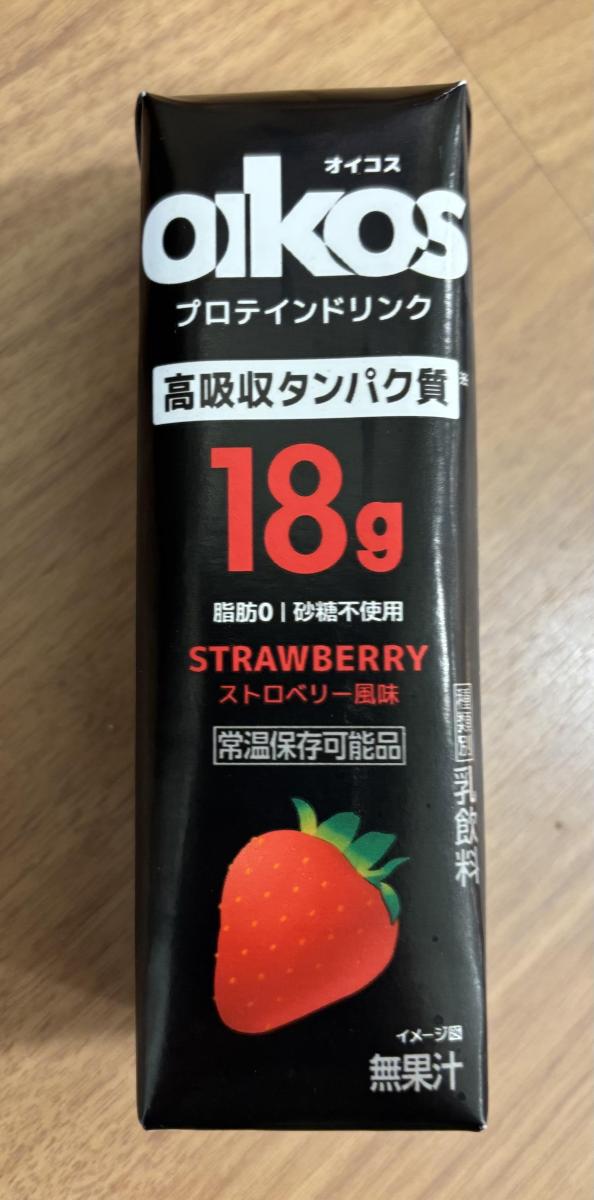 オイコス
oikos
プロテインドリンク
高吸収タンパク質
18g
脂肪0 | 砂糖不使用
STRAWBERRY
ストロベリー風味
常温保存可能品
種類別 乳飲料
イメージ図
無果汁